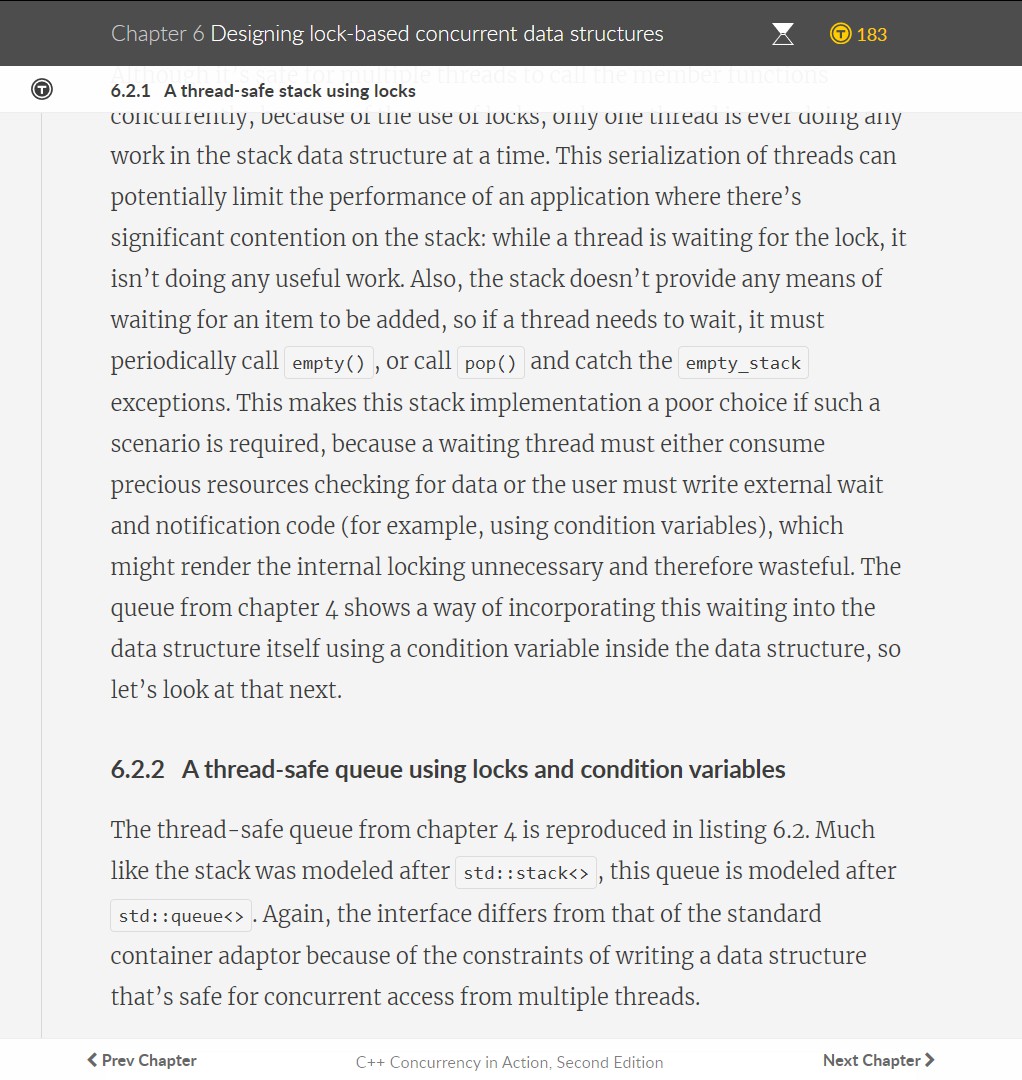 Chapter 6 Designing lock-based concurrent data structures
183
Although it's safe for multiple threads to call the member functions
6.2.1 A thread-safe stack using locks
concurrently, because of the use of locks, only one thread is ever doing any
work in the stack data structure at a time. This serialization of threads can
potentially limit the performance of an application where there's
significant contention on the stack: while a thread is waiting for the lock, it
isn't doing any useful work. Also, the stack doesn't provide any means of
waiting for an item to be added, so if a thread needs to wait, it must
periodically call empty(), or call pop() and catch the empty_stack
exceptions. This makes this stack implementation a poor choice if such a
scenario is required, because a waiting thread must either consume
precious resources checking for data or the user must write external wait
and notification code (for example, using condition variables), which
might render the internal locking unnecessary and therefore wasteful. The
queue from chapter 4 shows a way of incorporating this waiting into the
data structure itself using a condition variable inside the data structure, so
let's look at that next.
6.2.2 A thread-safe queue using locks and condition variables
The thread-safe queue from chapter 4 is reproduced in listing 6.2. Much
like the stack was modeled after std::stack<>, this queue is modeled after
std::queue<>. Again, the interface differs from that of the standard
container adaptor because of the constraints of writing a data structure
that's safe for concurrent access from multiple threads.
Prev Chapter
C++ Concurrency in Action, Second Edition
Next Chapter